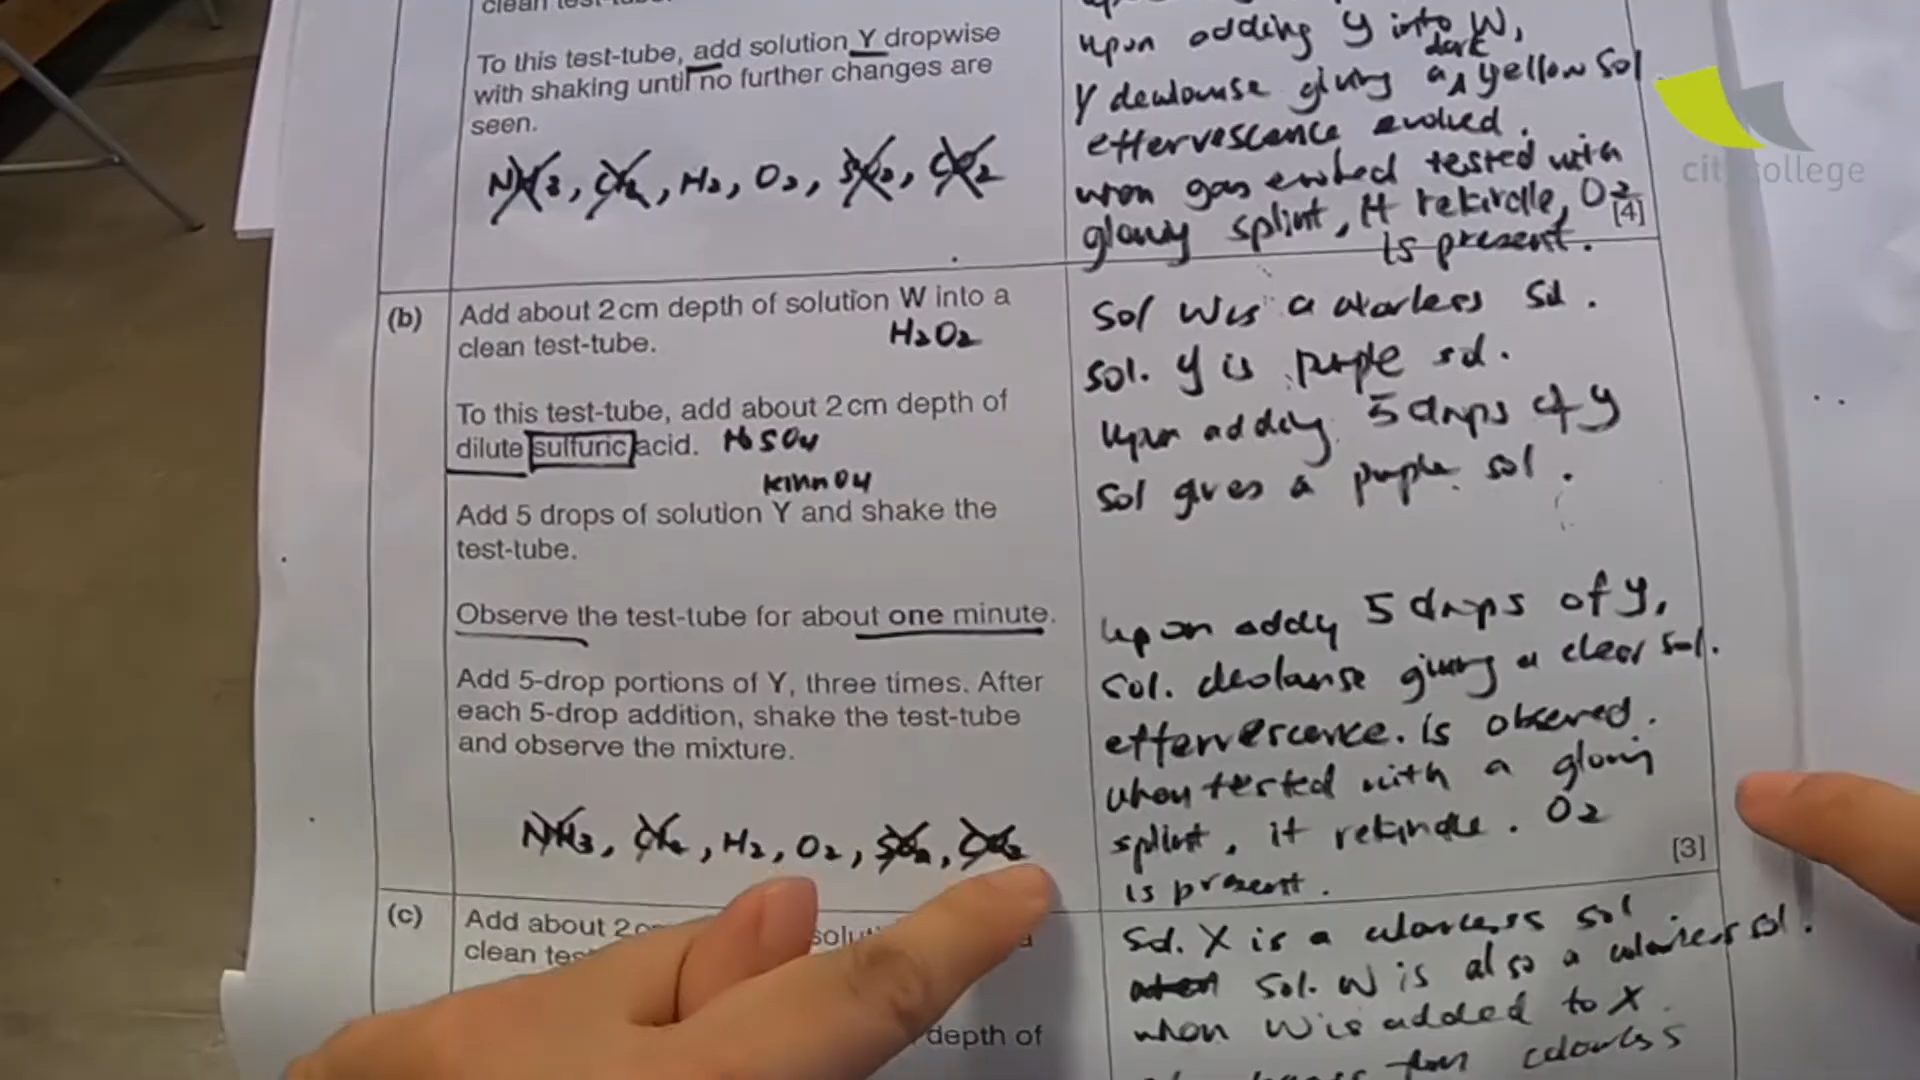 clean test-tube.
To this test-tube, add solution Y dropwise
with shaking until no further changes are
seen.
NH3, Cl2, H2, O2, SO2, CO2
upon adding Y into W,
dark
Y decolourise giving a yellow sol.
effervescence evolved.
when gas evolved tested with
glowing splint, it rekindle, O2
is present.
[4]
city college
(b)
Add about 2 cm depth of solution W into a
clean test-tube.
H2O2
To this test-tube, add about 2 cm depth of
dilute sulfuric acid. H2SO4
KMnO4
Add 5 drops of solution Y and shake the
test-tube.
Observe the test-tube for about one minute.
Add 5-drop portions of Y, three times. After
each 5-drop addition, shake the test-tube
and observe the mixture.
NH3, Cl2, H2, O2, SO2, CO2
Sol W is a colorless sol.
sol. Y is purple sol.
upon adding 5 drops of Y
sol gives a purple sol.
upon addy 5 drops of Y,
sol. decolourise giving a clear sol.
effervescence. is observed.
when tested with a glowing
splint, it rekindle. O2
is present.
[3]
(c)
Add about 2
clean
depth of
Sol. X is a colorless sol
Sol. W is also a colorless sol.
when W is added to X
colourless